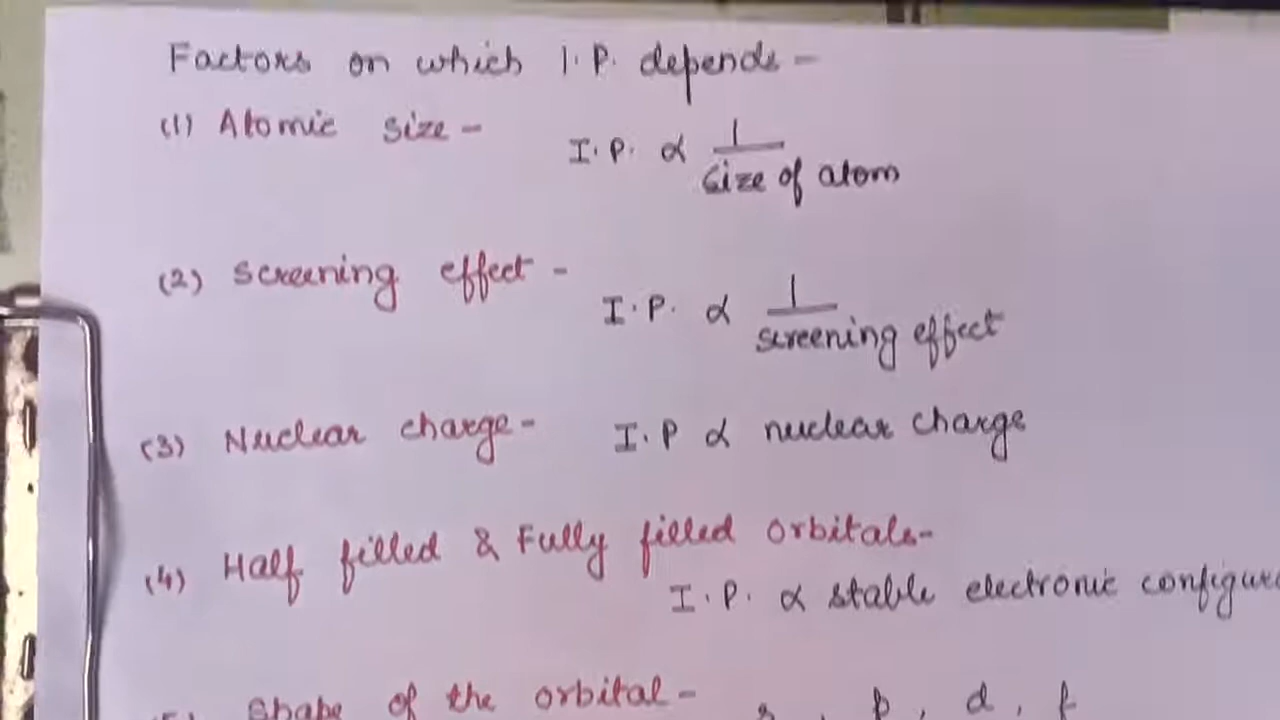 Factors on which I.P. depends -
(1) Atomic size - I.P. ∝ 1/size of atom
(2) Screening effect - I.P. ∝ 1/screening effect
(3) Nuclear charge - I.P ∝ nuclear charge
(4) Half filled & Fully filled orbitals-
I.P. ∝ stable electronic
Shape of the orbital - s, p, d, f